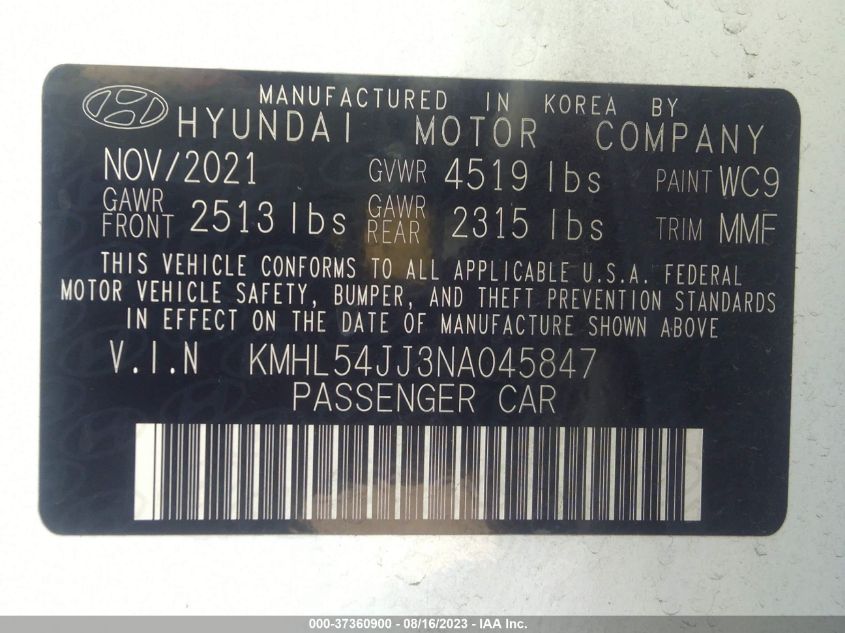 MANUFACTURED IN KOREA BY
HYUNDAI MOTOR COMPANY
NOV/2021 GVWR 4519 lbs PAINT WC9
GAWR FRONT 2513 lbs GAWR REAR 2315 lbs TRIM MMF
THIS VEHICLE CONFORMS TO ALL APPLICABLE U.S.A. FEDERAL
MOTOR VEHICLE SAFETY, BUMPER, AND THEFT PREVENTION STANDARDS
IN EFFECT ON THE DATE OF MANUFACTURE SHOWN ABOVE
V.I.N KMHL54JJ3NA045847
PASSENGER CAR
000-37360900 - 08/16/2023 - IAA Inc.